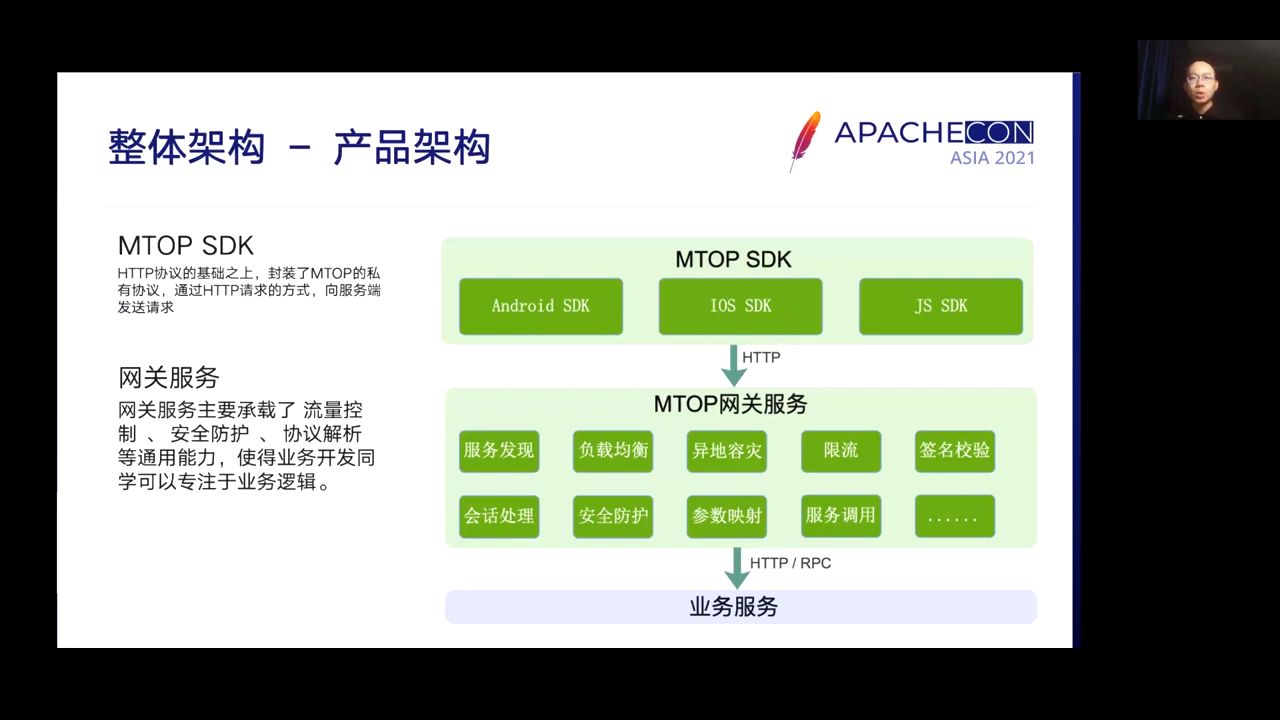 整体架构 - 产品架构
APACHECON
ASIA 2021
MTOP SDK
HTTP协议的基础之上，封装了MTOP的私
有协议，通过HTTP请求的方式，向服务端
发送请求
网关服务
网关服务主要承载了 流量控
制 、 安全防护 、 协议解析
等通用能力，使得业务开发同
学可以专注于业务逻辑。
MTOP SDK
Android SDK
IOS SDK
JS SDK
HTTP
MTOP网关服务
服务发现
负载均衡
异地容灾
限流
签名校验
会话处理
安全防护
参数映射
服务调用
......
HTTP / RPC
业务服务